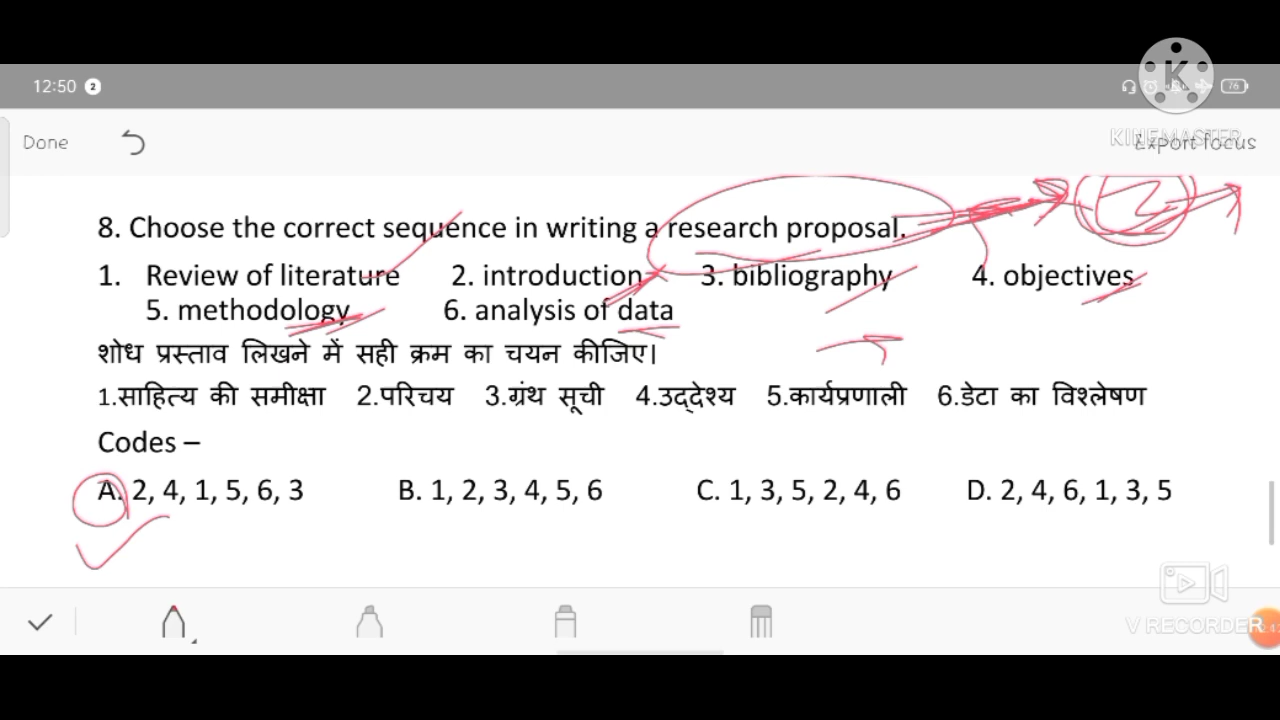 12:50 2 76
K
Done KINEMASTER Export focus
8. Choose the correct sequence in writing a research proposal.
1. Review of literature 2. introduction 3. bibliography 4. objectives
5. methodology 6. analysis of data
शोध प्रस्ताव लिखने में सही क्रम का चयन कीजिए।
1.साहित्य की समीक्षा 2.परिचय 3.ग्रंथ सूची 4.उद्देश्य 5.कार्यप्रणाली 6.डेटा का विश्लेषण
Codes –
A. 2, 4, 1, 5, 6, 3 B. 1, 2, 3, 4, 5, 6 C. 1, 3, 5, 2, 4, 6 D. 2, 4, 6, 1, 3, 5
V RECORDER